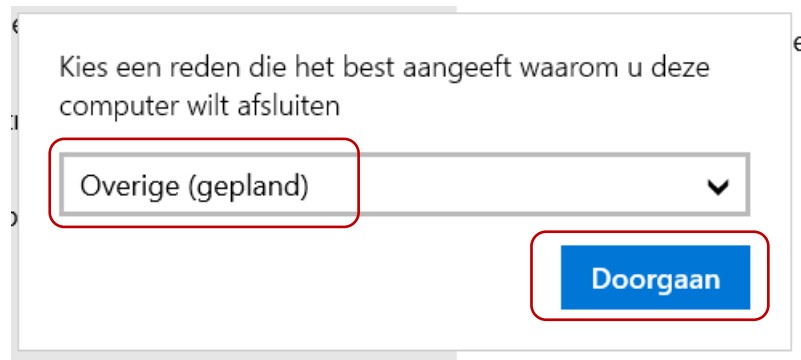 Kies een reden die het best aangeeft waarom u deze
computer wilt afsluiten
Overige (gepland)
Doorgaan